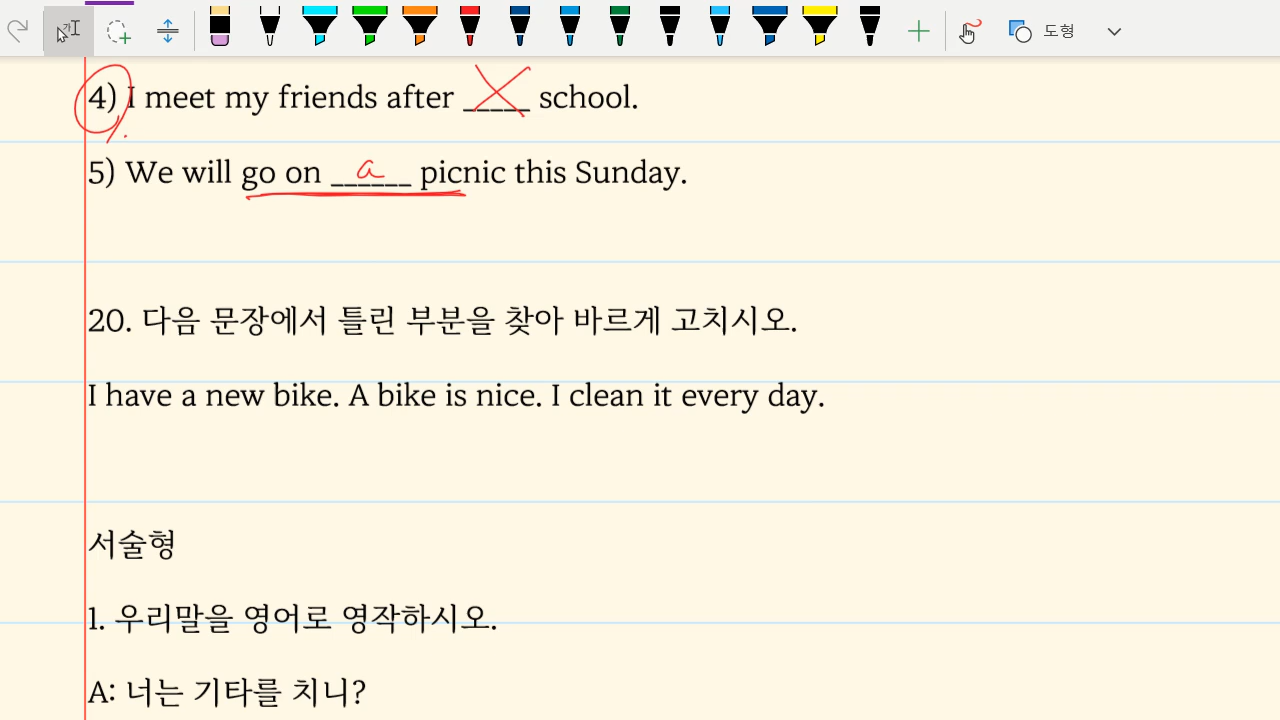 도형
4) I meet my friends after _____ school.
5) We will go on ___a___ picnic this Sunday.
20. 다음 문장에서 틀린 부분을 찾아 바르게 고치시오.
I have a new bike. A bike is nice. I clean it every day.
서술형
1. 우리말을 영어로 영작하시오.
A: 너는 기타를 치니?